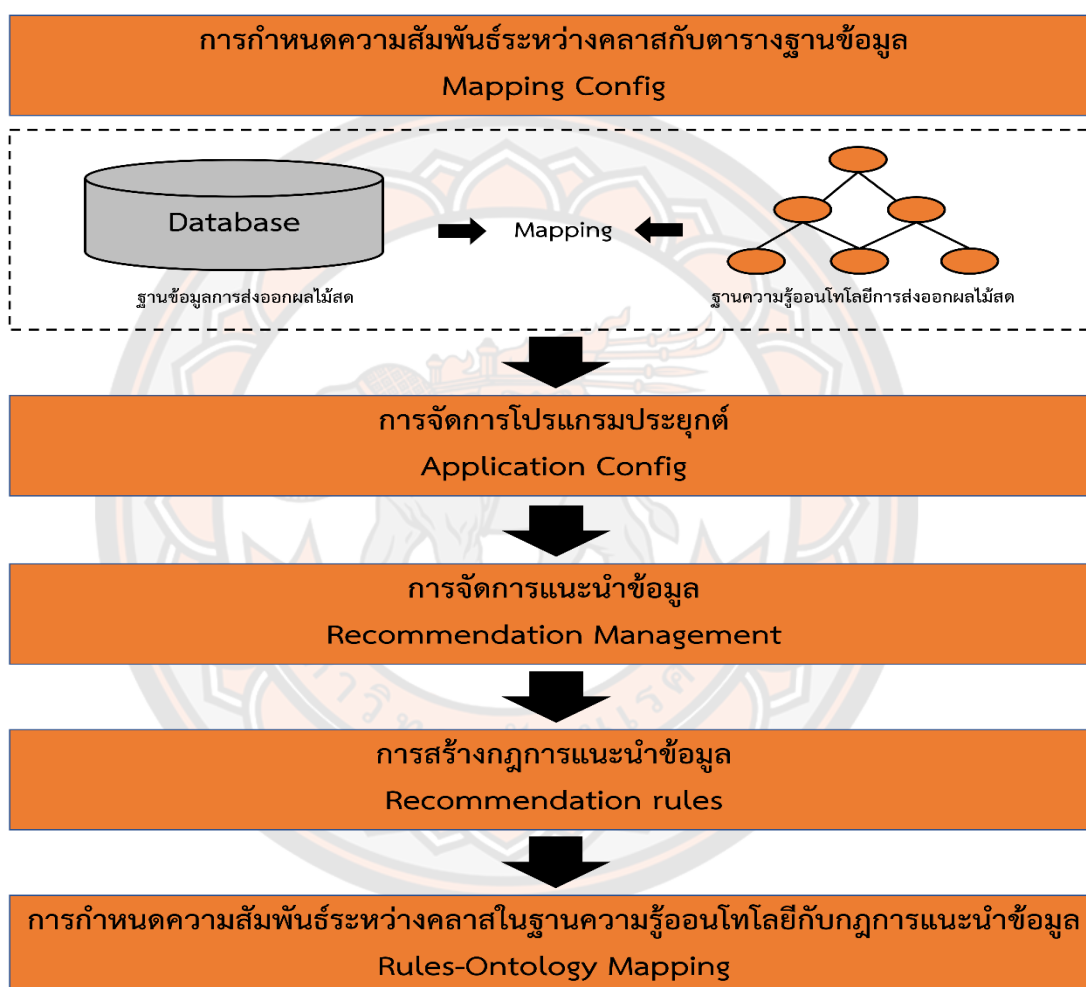 การกำหนดความสัมพันธ์ระหว่างคลาสกับตารางฐานข้อมูล
Mapping Config
Database
Mapping
ฐานข้อมูลการส่งออกผลไม้สด
ฐานความรู้ออนโทโลยีการส่งออกผลไม้สด
การจัดการโปรแกรมประยุกต์
Application Config
การจัดการแนะนำข้อมูล
Recommendation Management
การสร้างกฎการแนะนำข้อมูล
Recommendation rules
การกำหนดความสัมพันธ์ระหว่างคลาสในฐานความรู้ออนโทโลยีกับกฎการแนะนำข้อมูล
Rules-Ontology Mapping